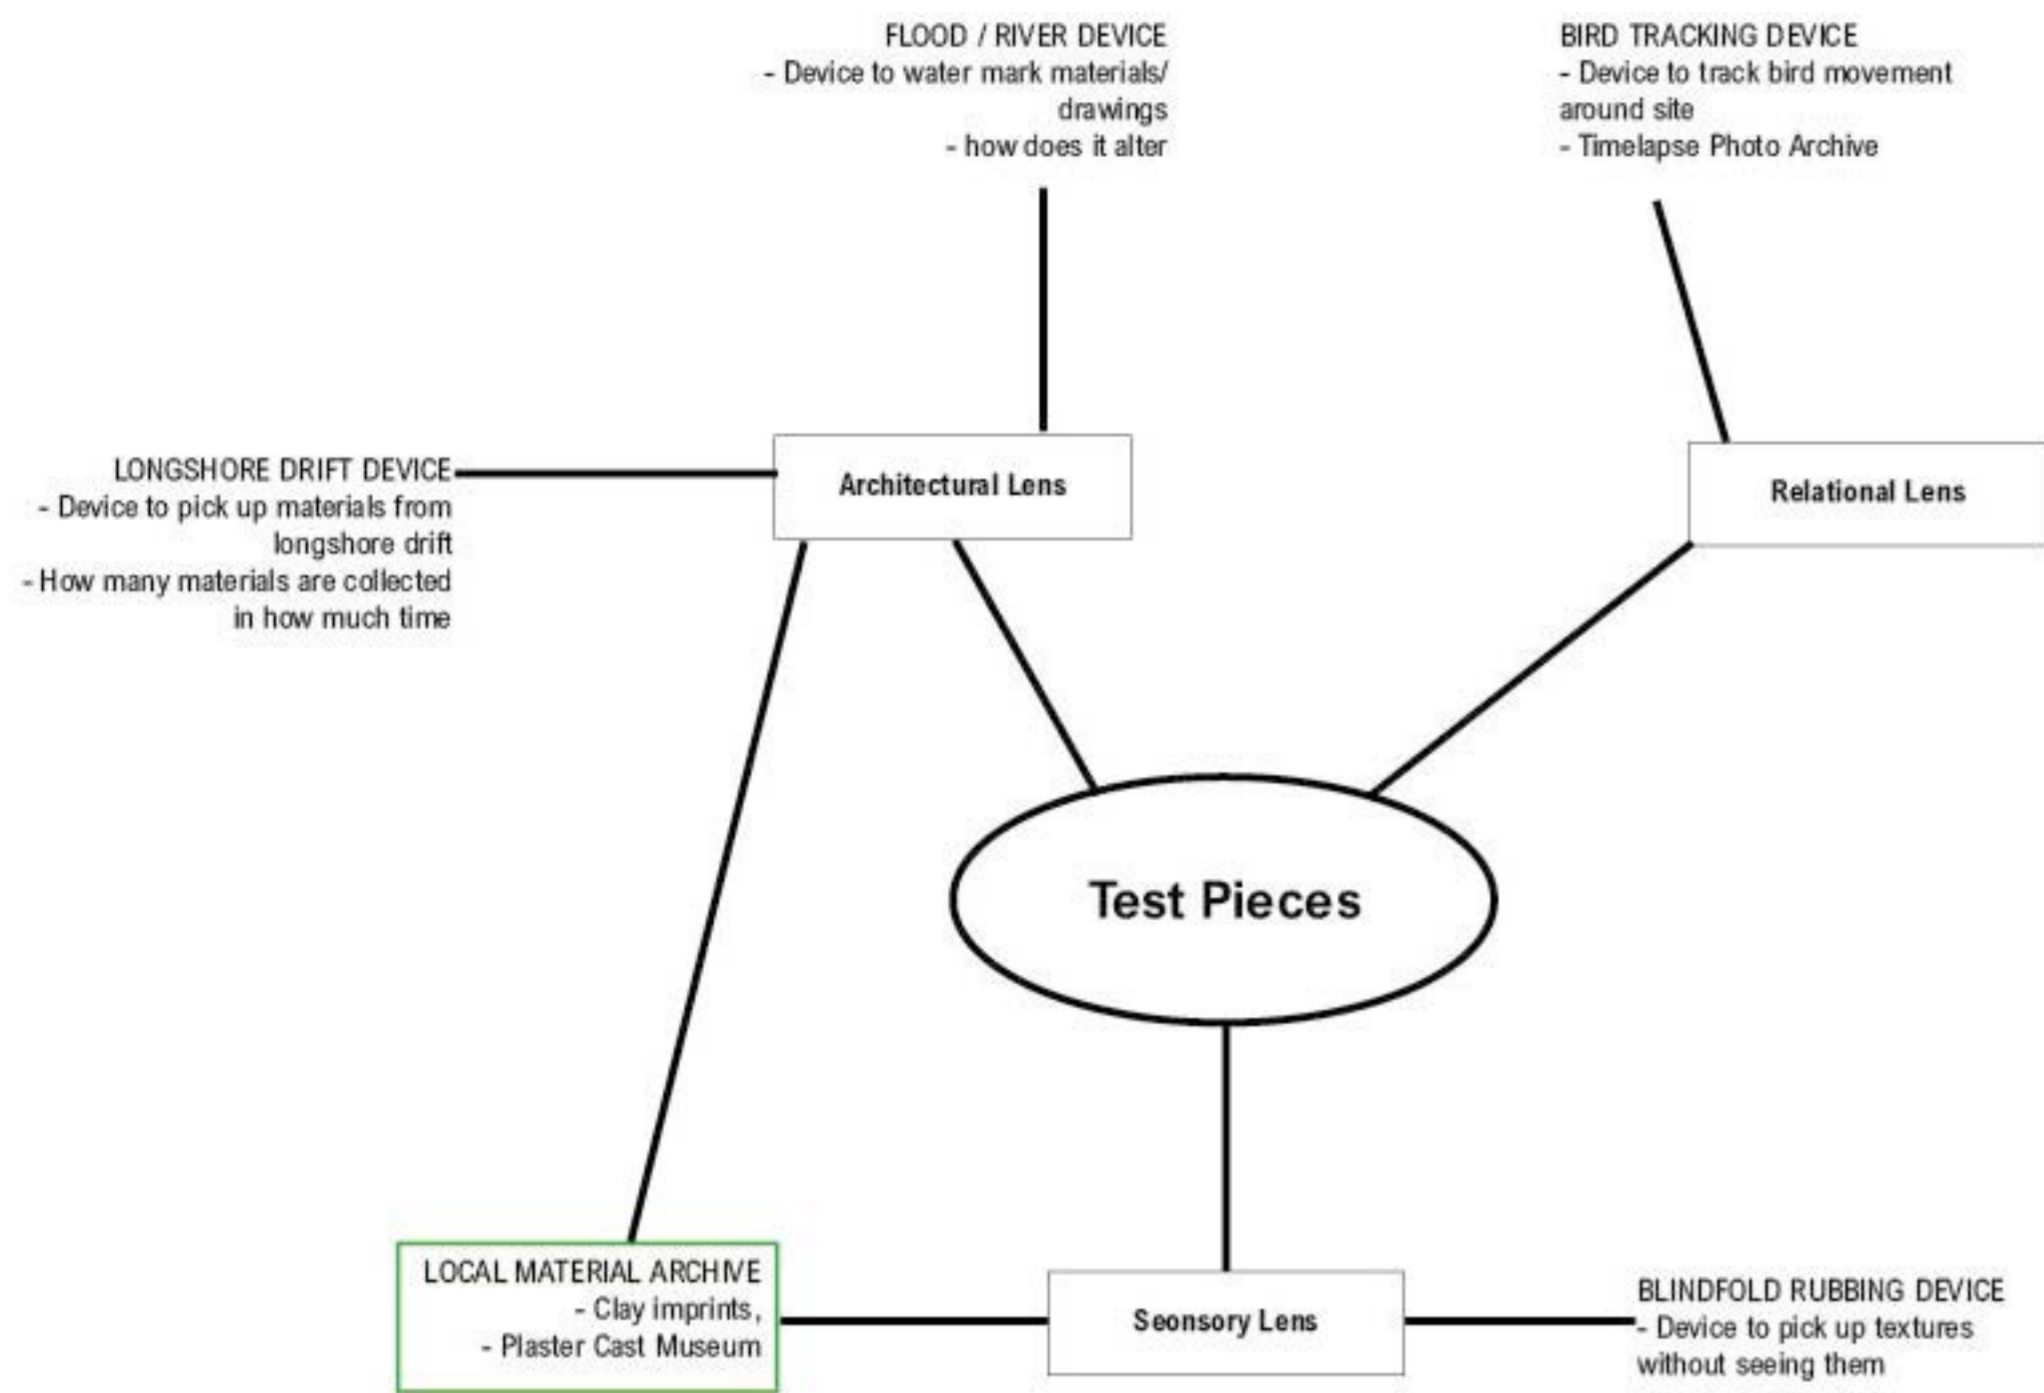 FLOOD / RIVER DEVICE
- Device to water mark materials/
drawings
- how does it alter
BIRD TRACKING DEVICE
- Device to track bird movement
around site
- Timelapse Photo Archive
LONGSHORE DRIFT DEVICE
- Device to pick up materials from
longshore drift
- How many materials are collected
in how much time
Architectural Lens
Relational Lens
Test Pieces
LOCAL MATERIAL ARCHIVE
- Clay imprints,
- Plaster Cast Museum
Seonsory Lens
BLINDFOLD RUBBING DEVICE
- Device to pick up textures
without seeing them